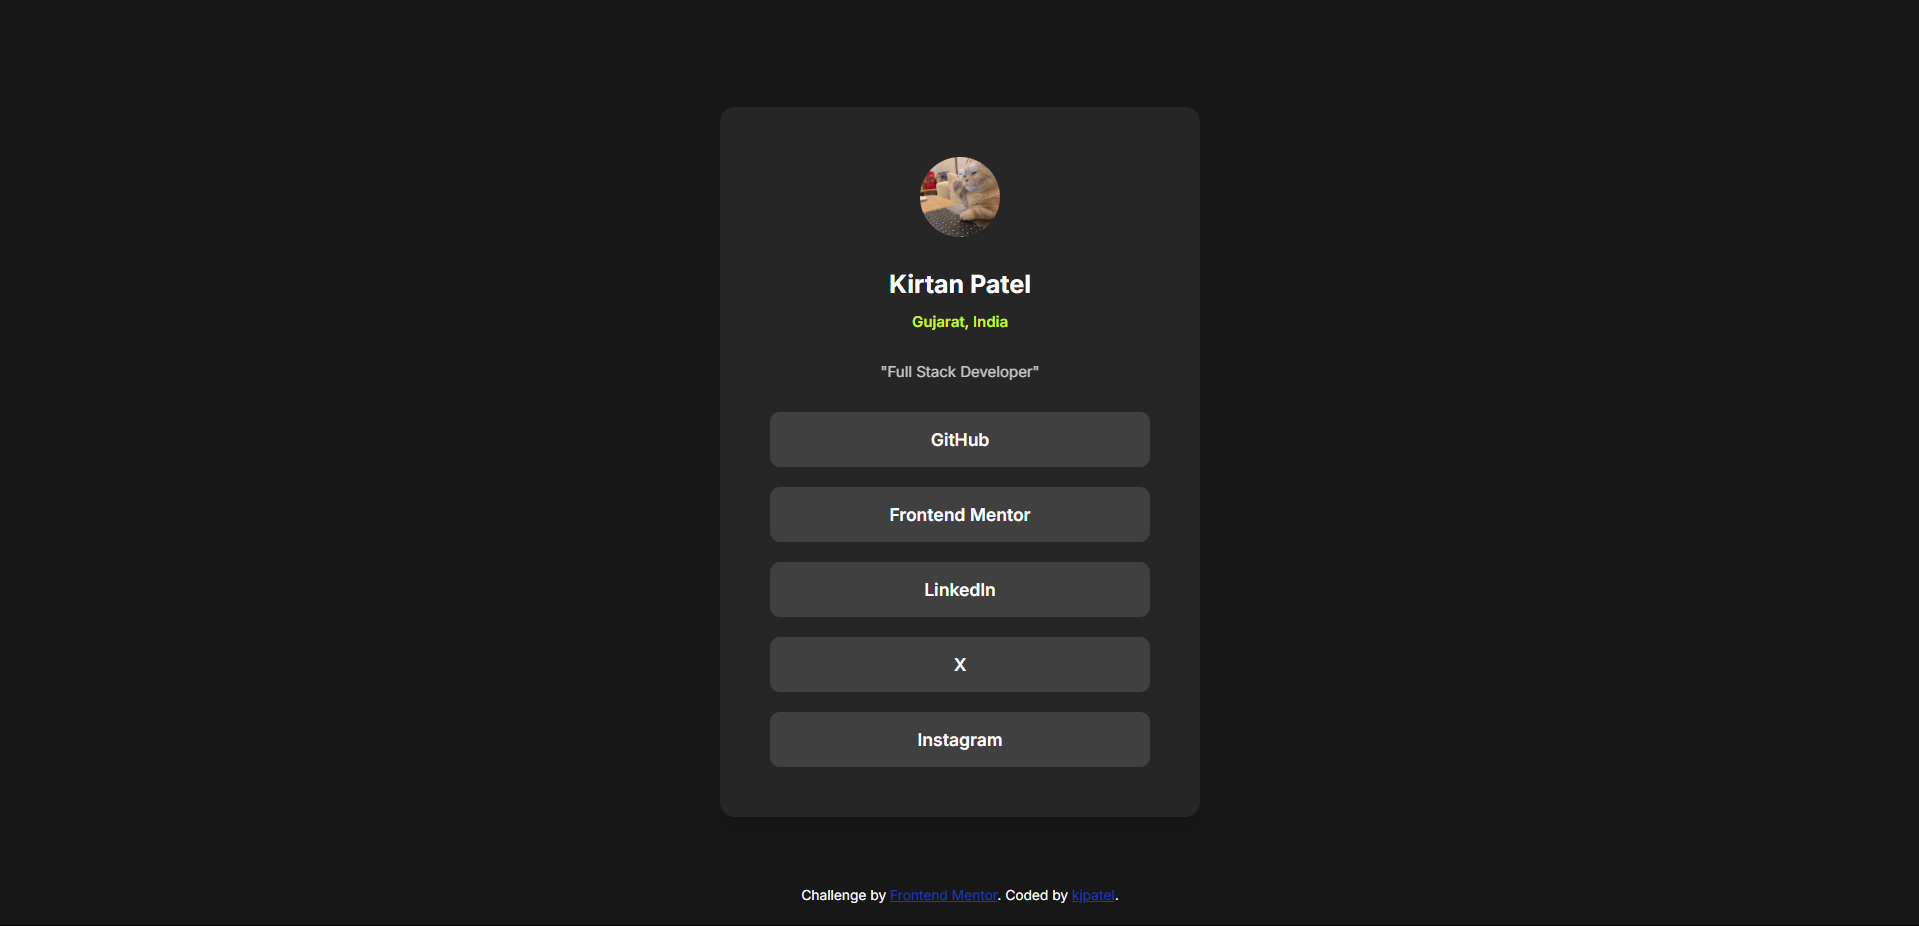 Kirtan Patel
Gujarat, India
"Full Stack Developer"
GitHub
Frontend Mentor
LinkedIn
X
Instagram
Challenge by Frontend Mentor. Coded by kjpatel.